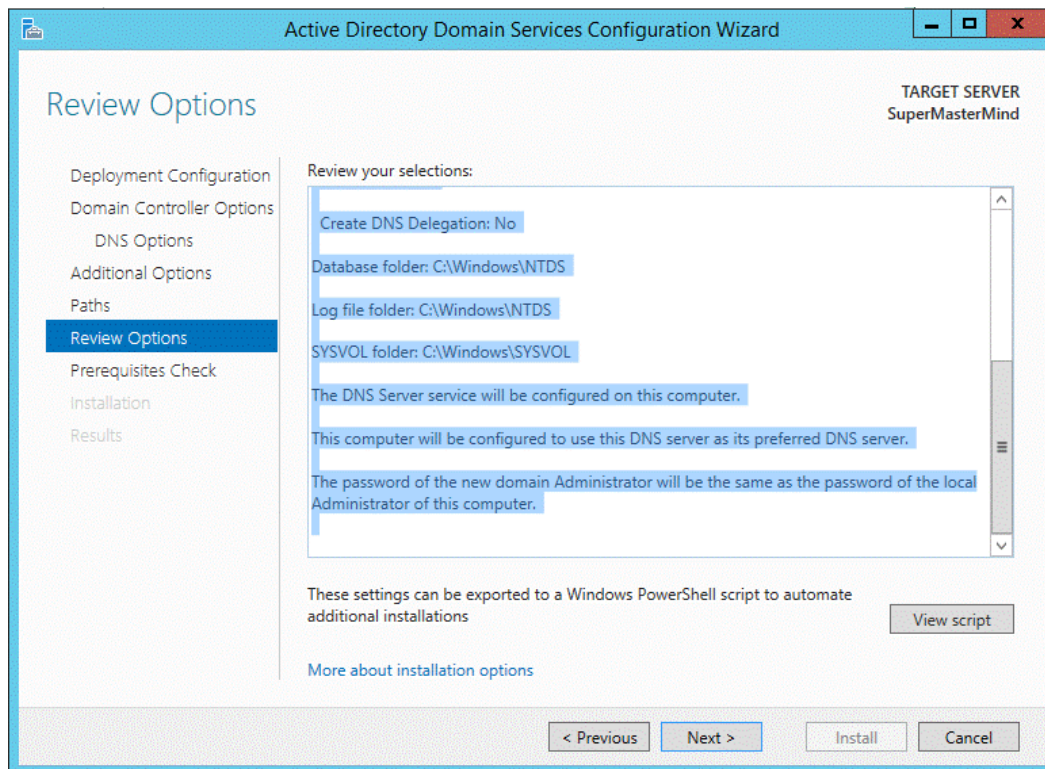 Active Directory Domain Services Configuration Wizard
Review Options
TARGET SERVER
SuperMasterMind
Deployment Configuration
Domain Controller Options
DNS Options
Additional Options
Paths
Review Options
Prerequisites Check
Installation
Results
Review your selections:
Create DNS Delegation: No
Database folder: C:\Windows\NTDS
Log file folder: C:\Windows\NTDS
SYSVOL folder: C:\Windows\SYSVOL
The DNS Server service will be configured on this computer.
This computer will be configured to use this DNS server as its preferred DNS server.
The password of the new domain Administrator will be the same as the password of the local
Administrator of this computer.
These settings can be exported to a Windows PowerShell script to automate
additional installations
View script
More about installation options
< Previous
Next >
Install
Cancel